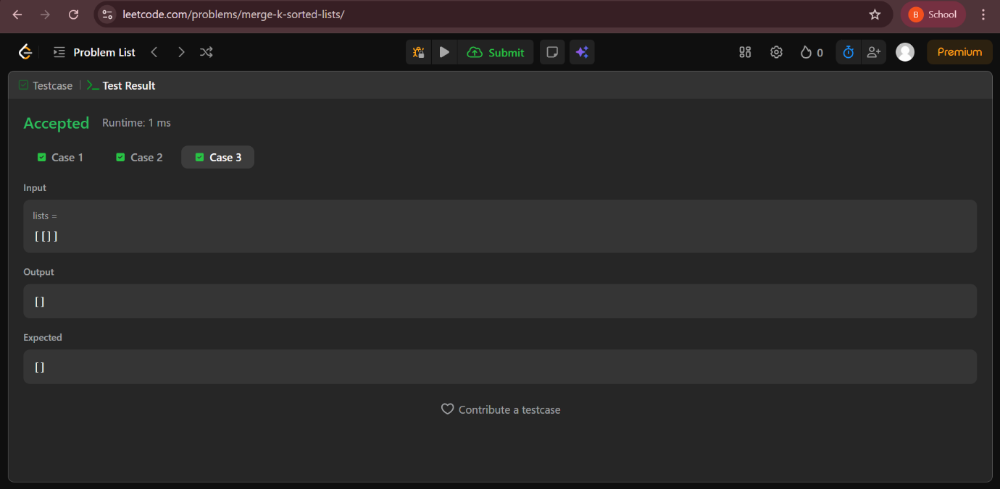 leetcode.com/problems/merge-k-sorted-lists/
B School
Problem List
Submit
0
Premium
Testcase
Test Result
Accepted Runtime: 1 ms
Case 1 Case 2 Case 3
Input
lists =
[[]]
Output
[]
Expected
[]
Contribute a testcase